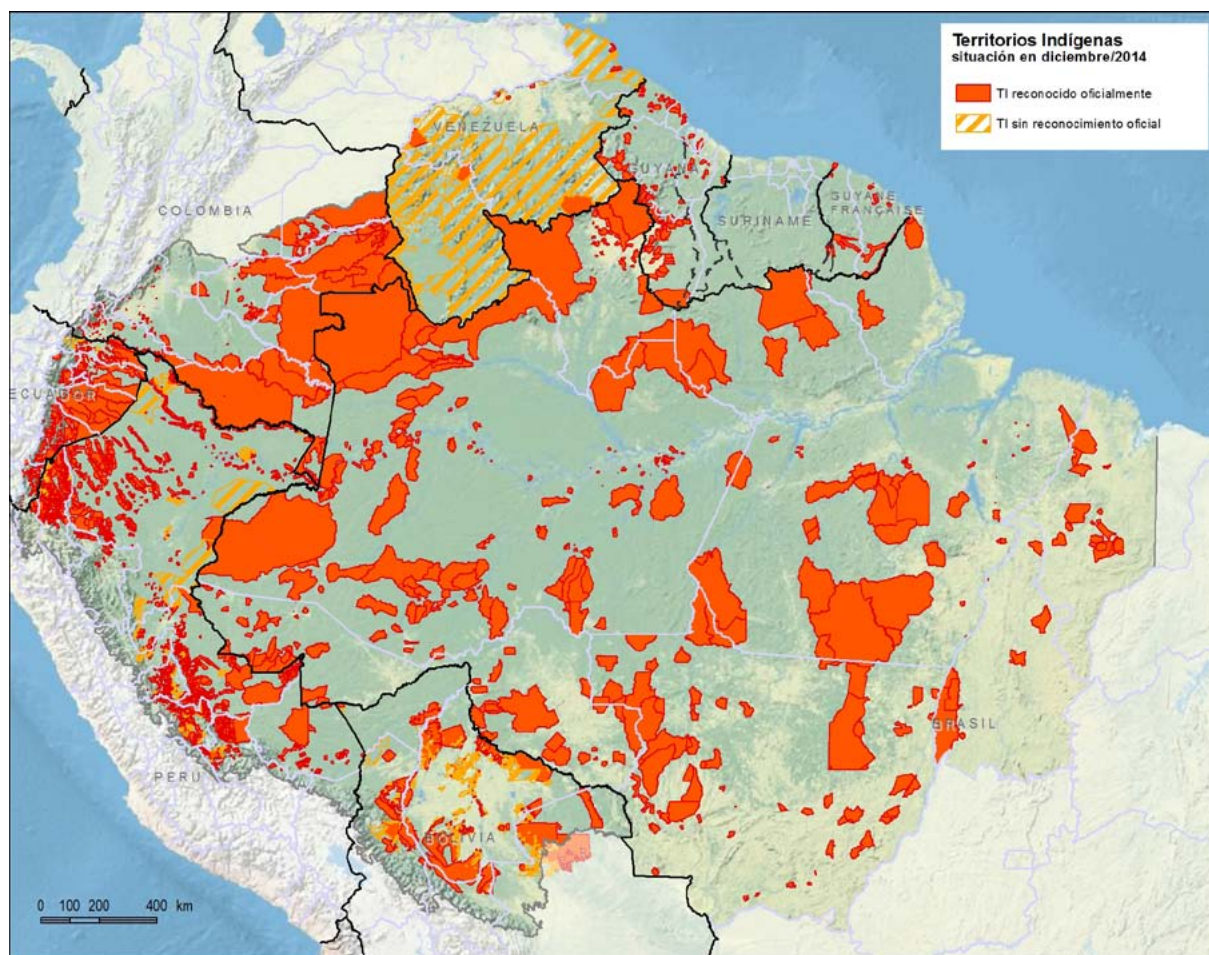 Territorios Indígenas
situación en diciembre/2014
TI reconocido oficialmente
TI sin reconocimiento oficial
VENEZUELA
GUYANA
COLOMBIA
SURINAME
GUYANE
FRANÇAISE
ECUADOR
BRASIL
PERU
BOLIVIA
0 100 200 400 km